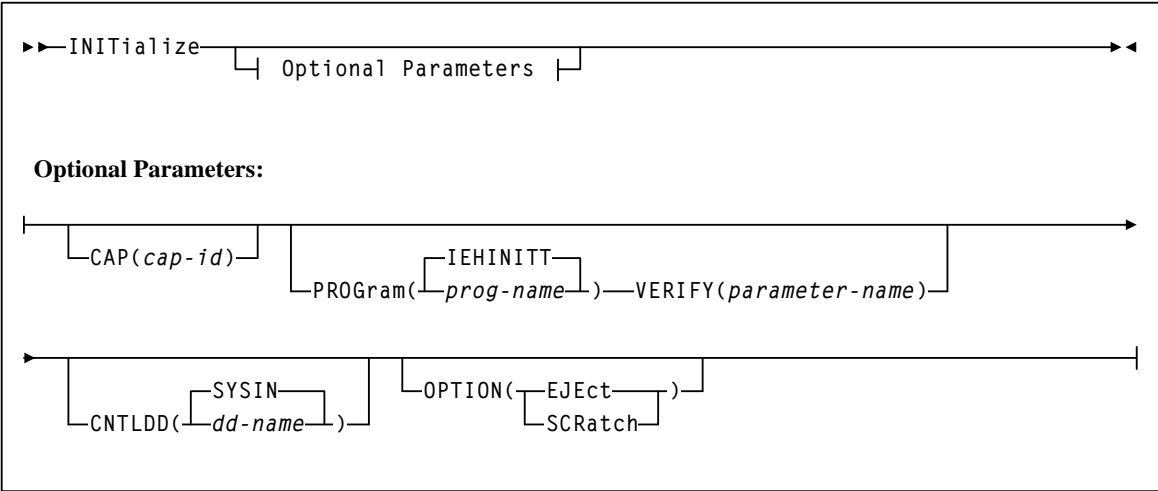 INITialize
Optional Parameters
Optional Parameters:
CAP(cap-id)
IEHINITT
PROGram( prog-name ) VERIFY(parameter-name)
SYSIN
CNTLDD( dd-name )
OPTION( EJEct )
SCRatch